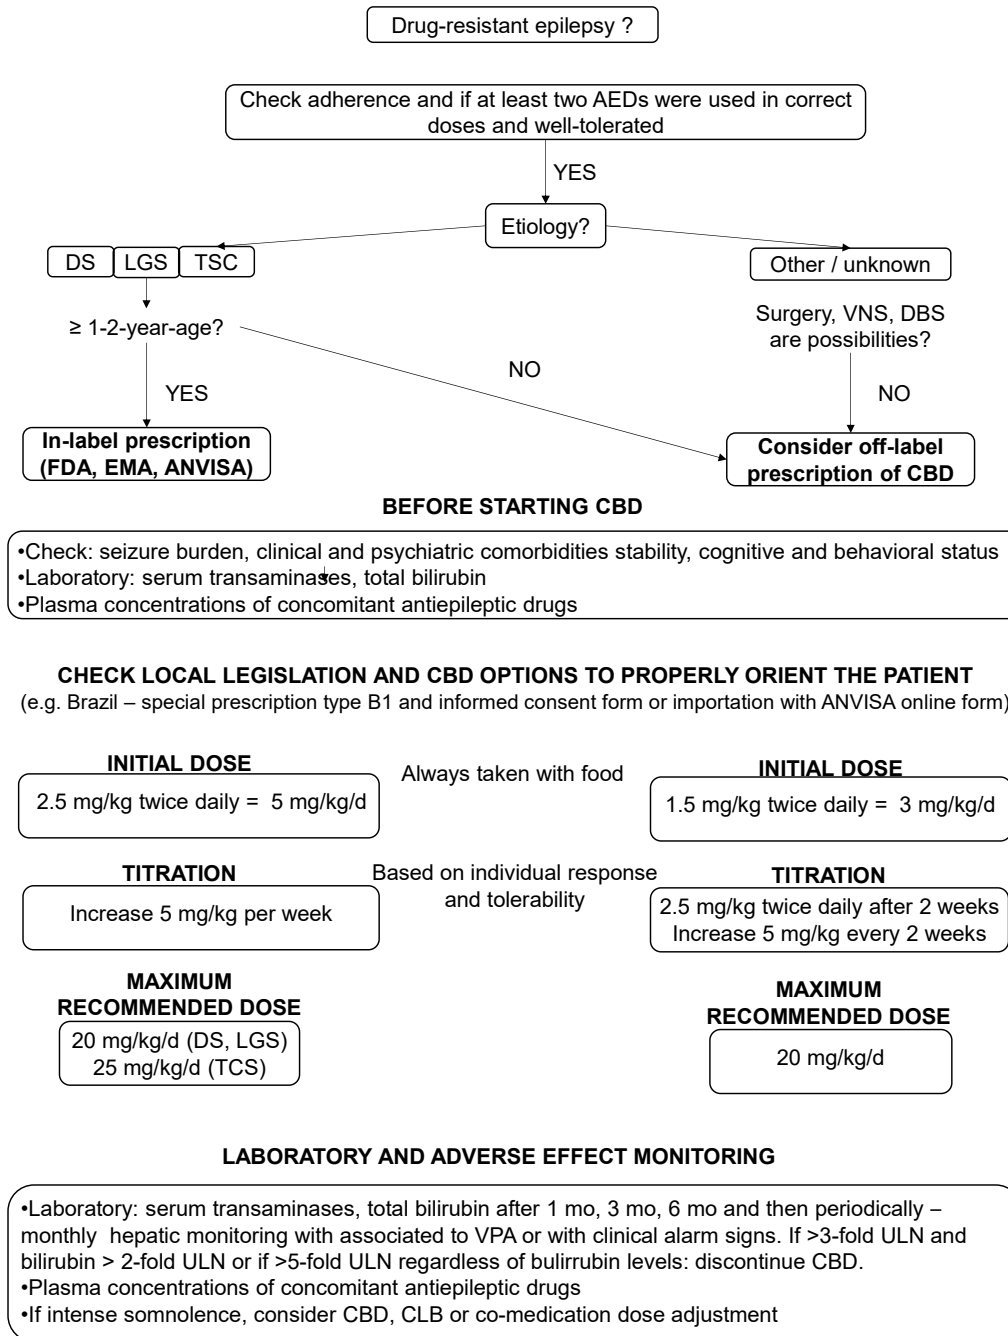 Drug-resistant epilepsy ?
Check adherence and if at least two AEDs were used in correct
doses and well-tolerated
YES
Etiology?
DS
LGS
TSC
Other / unknown
≥ 1-2-year-age?
Surgery, VNS, DBS
are possibilities?
NO
YES
NO
In-label prescription
(FDA, EMA, ANVISA)
Consider off-label
prescription of CBD
BEFORE STARTING CBD
•Check: seizure burden, clinical and psychiatric comorbidities stability, cognitive and behavioral status
•Laboratory: serum transaminases, total bilirubin
•Plasma concentrations of concomitant antiepileptic drugs
CHECK LOCAL LEGISLATION AND CBD OPTIONS TO PROPERLY ORIENT THE PATIENT
(e.g. Brazil – special prescription type B1 and informed consent form or importation with ANVISA online form)
INITIAL DOSE
2.5 mg/kg twice daily = 5 mg/kg/d
Always taken with food
INITIAL DOSE
1.5 mg/kg twice daily = 3 mg/kg/d
TITRATION
Increase 5 mg/kg per week
Based on individual response
and tolerability
TITRATION
2.5 mg/kg twice daily after 2 weeks
Increase 5 mg/kg every 2 weeks
MAXIMUM
RECOMMENDED DOSE
20 mg/kg/d (DS, LGS)
25 mg/kg/d (TCS)
MAXIMUM
RECOMMENDED DOSE
20 mg/kg/d
LABORATORY AND ADVERSE EFFECT MONITORING
•Laboratory: serum transaminases, total bilirubin after 1 mo, 3 mo, 6 mo and then periodically –
monthly hepatic monitoring with associated to VPA or with clinical alarm signs. If >3-fold ULN and
bilirubin > 2-fold ULN or if >5-fold ULN regardless of bulirrubin levels: discontinue CBD.
•Plasma concentrations of concomitant antiepileptic drugs
•If intense somnolence, consider CBD, CLB or co-medication dose adjustment